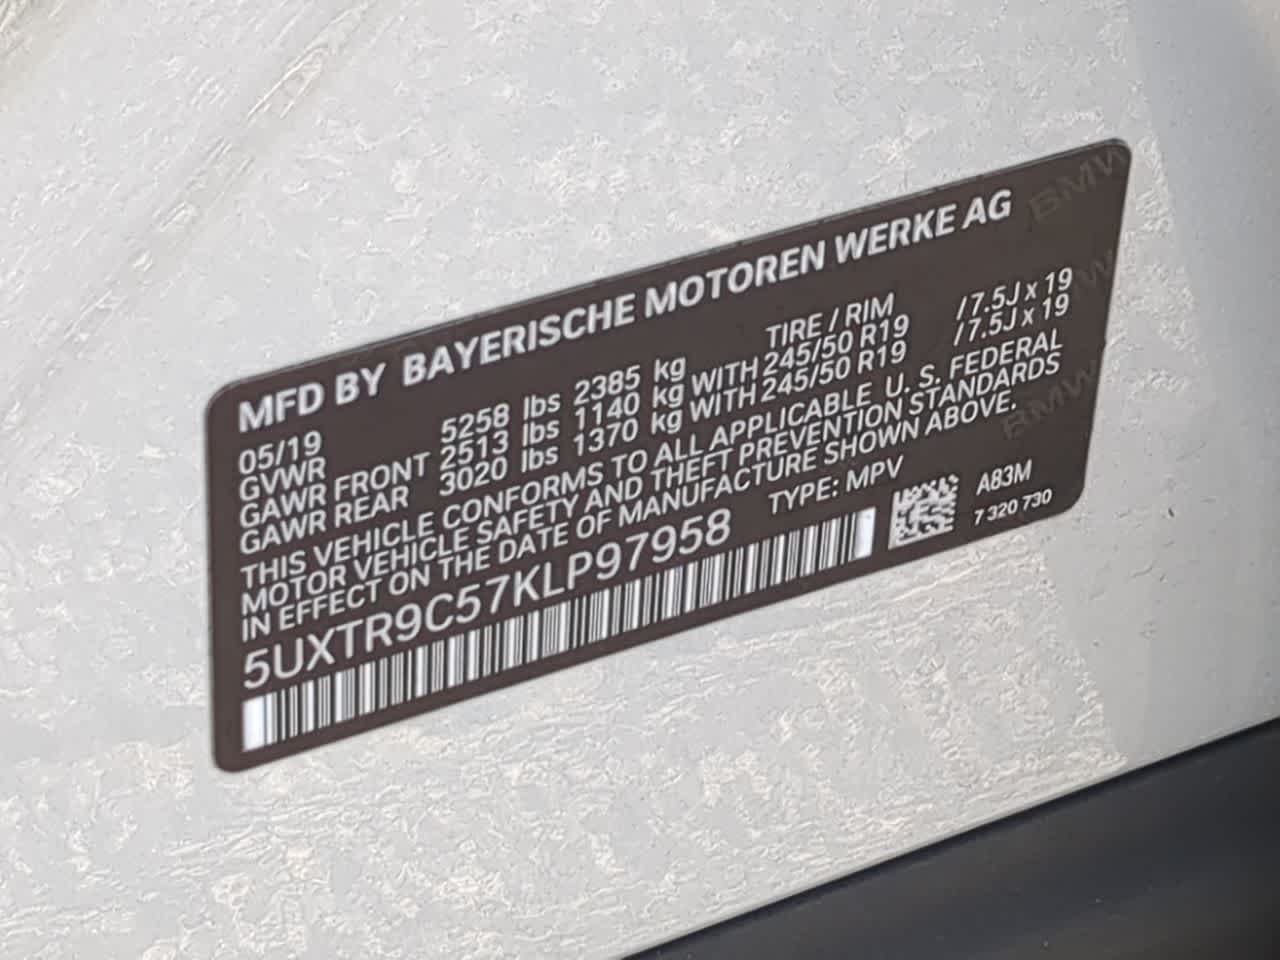 MFD BY BAYERISCHE MOTOREN WERKE AG
05/19 TIRE / RIM
GVWR 5258 lbs 2385 kg
GAWR FRONT 2513 lbs 1140 kg WITH 245/50 R19 /7.5J x 19
GAWR REAR 3020 lbs 1370 kg WITH 245/50 R19 /7.5J x 19
THIS VEHICLE CONFORMS TO ALL APPLICABLE U. S. FEDERAL
MOTOR VEHICLE SAFETY AND THEFT PREVENTION STANDARDS
IN EFFECT ON THE DATE OF MANUFACTURE SHOWN ABOVE.
5UXTR9C57KLP97958 TYPE: MPV
A83M
7 320 730
BMW
BMW
BMW